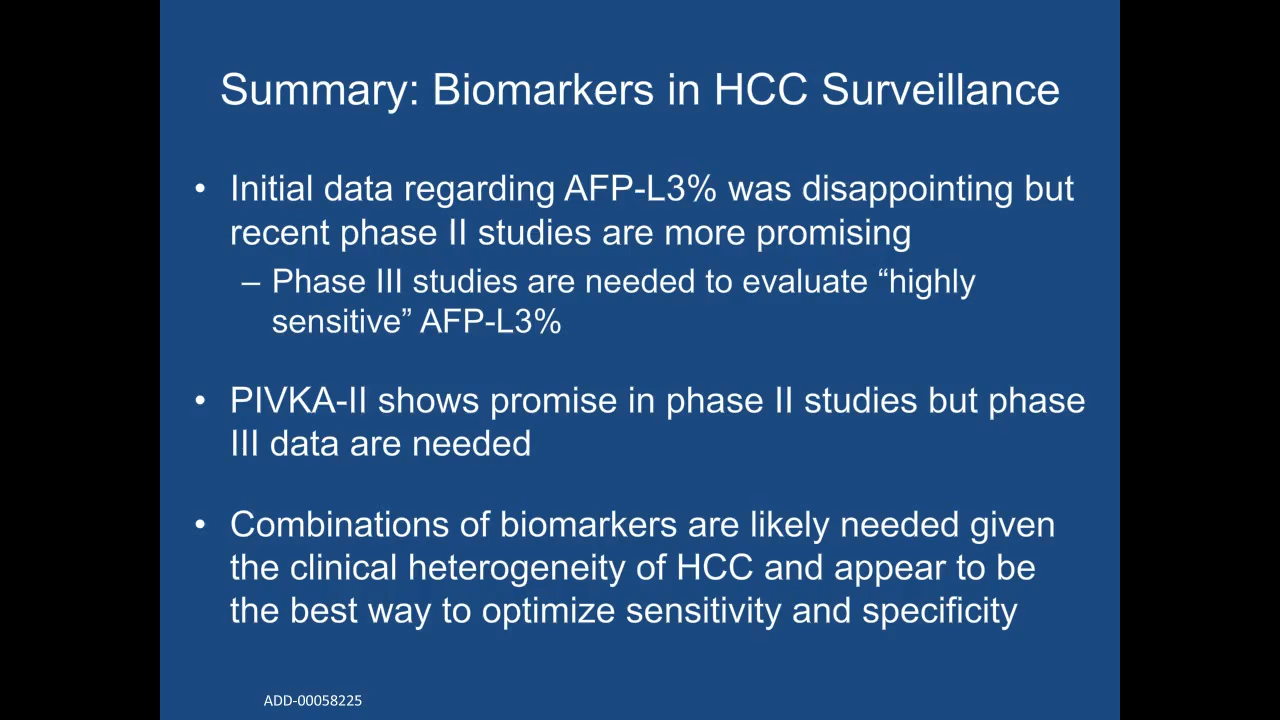 Summary: Biomarkers in HCC Surveillance
• Initial data regarding AFP-L3% was disappointing but
recent phase II studies are more promising
– Phase III studies are needed to evaluate “highly
sensitive” AFP-L3%
• PIVKA-II shows promise in phase II studies but phase
III data are needed
• Combinations of biomarkers are likely needed given
the clinical heterogeneity of HCC and appear to be
the best way to optimize sensitivity and specificity
ADD-00058225